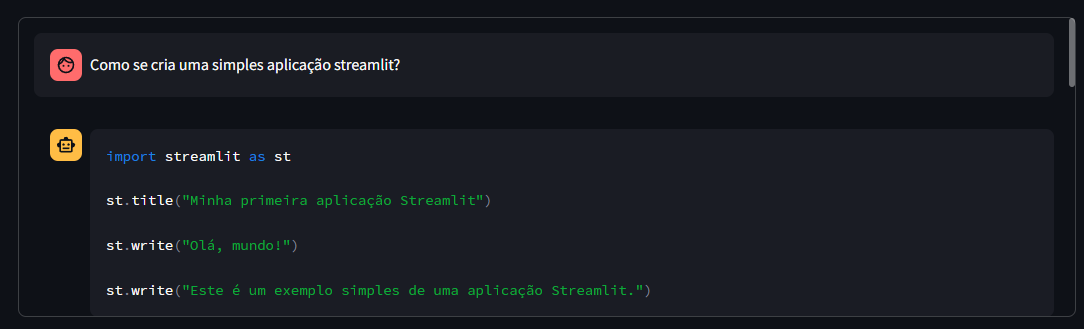 Como se cria uma simples aplicação streamlit?
import streamlit as st
st.title("Minha primeira aplicação Streamlit")
st.write("Olá, mundo!")
st.write("Este é um exemplo simples de uma aplicação Streamlit.")